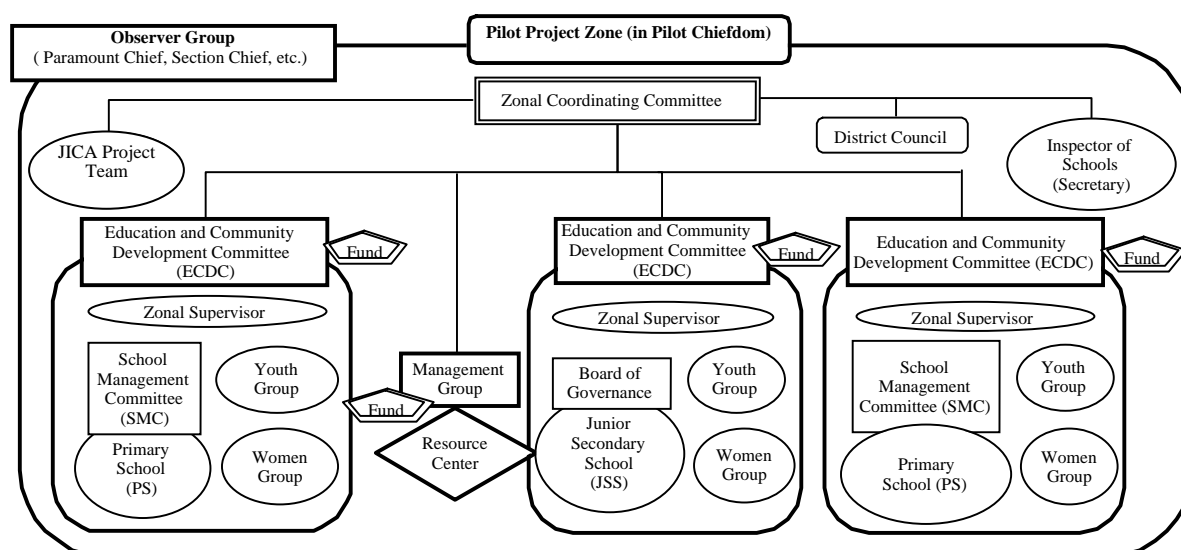 Observer Group
( Paramount Chief, Section Chief, etc.)
Pilot Project Zone (in Pilot Chiefdom)
Zonal Coordinating Committee
JICA Project
Team
District Council
Inspector of
Schools
(Secretary)
Education and Community
Development Committee
(ECDC)
Fund
Education and Community
Development Committee
(ECDC)
Fund
Education and Community
Development Committee (ECDC)
Fund
Zonal Supervisor
School
Management
Committee
(SMC)
Youth
Group
Primary
School
(PS)
Women
Group
Management
Group
Fund
Resource
Center
Zonal Supervisor
Board of
Governance
Youth
Group
Junior
Secondary
School
(JSS)
Women
Group
Zonal Supervisor
School
Management
Committee (SMC)
Youth
Group
Primary
School (PS)
Women
Group